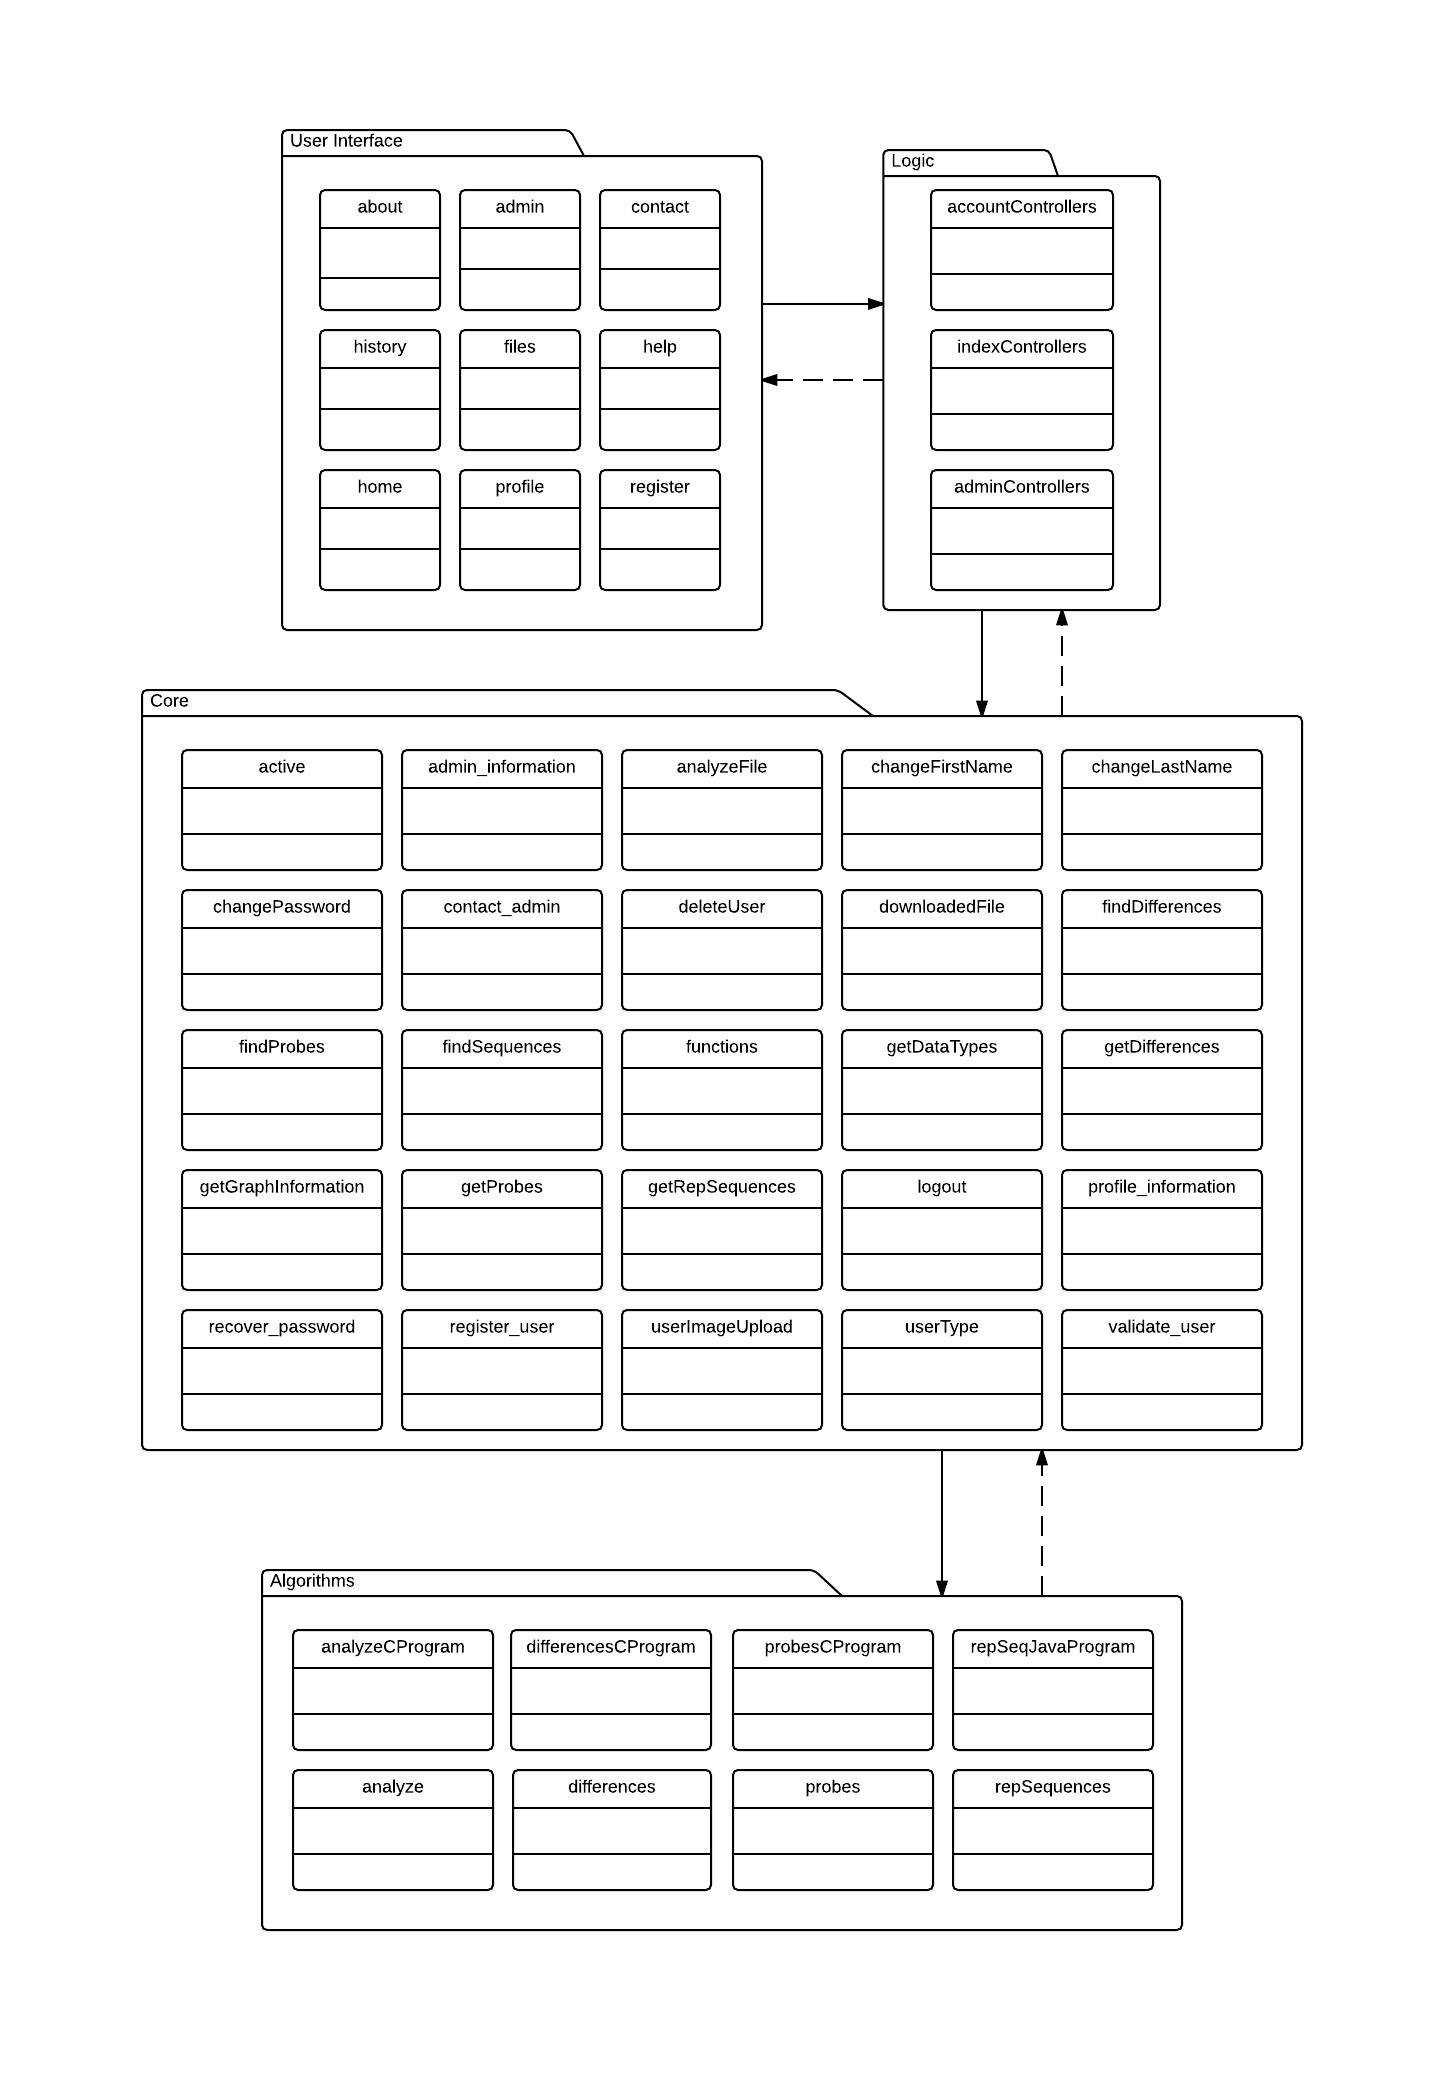 User Interface
about
admin
contact
history
files
help
home
profile
register
Logic
accountControllers
indexControllers
adminControllers
Core
active
admin_information
analyzeFile
changeFirstName
changeLastName
changePassword
contact_admin
deleteUser
downloadedFile
findDifferences
findProbes
findSequences
functions
getDataTypes
getDifferences
getGraphInformation
getProbes
getRepSequences
logout
profile_information
recover_password
register_user
userImageUpload
userType
validate_user
Algorithms
analyzeCProgram
differencesCProgram
probesCProgram
repSeqJavaProgram
analyze
differences
probes
repSequences